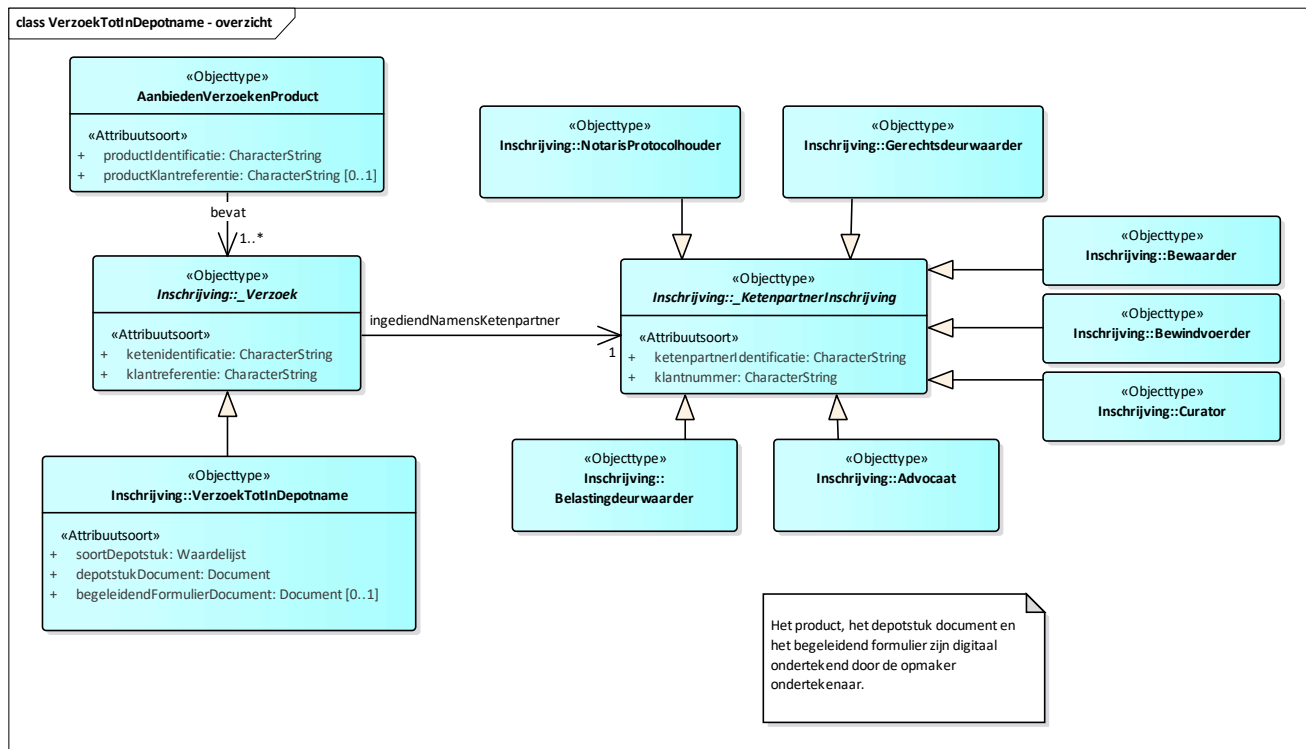 class VerzoekTotInDepotname - overzicht
«Objecttype»
AanbiedenVerzoekenProduct
«Attribuutsoort»
+ productIdentificatie: CharacterString
+ productKlantreferentie: CharacterString [0..1]
bevat
1..*
«Objecttype»
Inschrijving::_Verzoek
«Attribuutsoort»
+ ketenidentificatie: CharacterString
+ klantreferentie: CharacterString
ingediendNamensKetenpartner
1
«Objecttype»
Inschrijving::VerzoekTotInDepotname
«Attribuutsoort»
+ soortDepotstuk: Waardelijst
+ depotstukDocument: Document
+ begeleidendFormulierDocument: Document [0..1]
«Objecttype»
Inschrijving::NotarisProtocolhouder
«Objecttype»
Inschrijving::Gerechtsdeurwaarder
«Objecttype»
Inschrijving::_KetenpartnerInschrijving
«Attribuutsoort»
+ ketenpartnerIdentificatie: CharacterString
+ klantnummer: CharacterString
«Objecttype»
Inschrijving::Bewaarder
«Objecttype»
Inschrijving::Bewindvoerder
«Objecttype»
Inschrijving::Curator
«Objecttype»
Inschrijving::
Belastingdeurwaarder
«Objecttype»
Inschrijving::Advocaat
Het product, het depotstuk document en
het begeleidend formulier zijn digitaal
ondertekend door de opmaker
ondertekenaar.